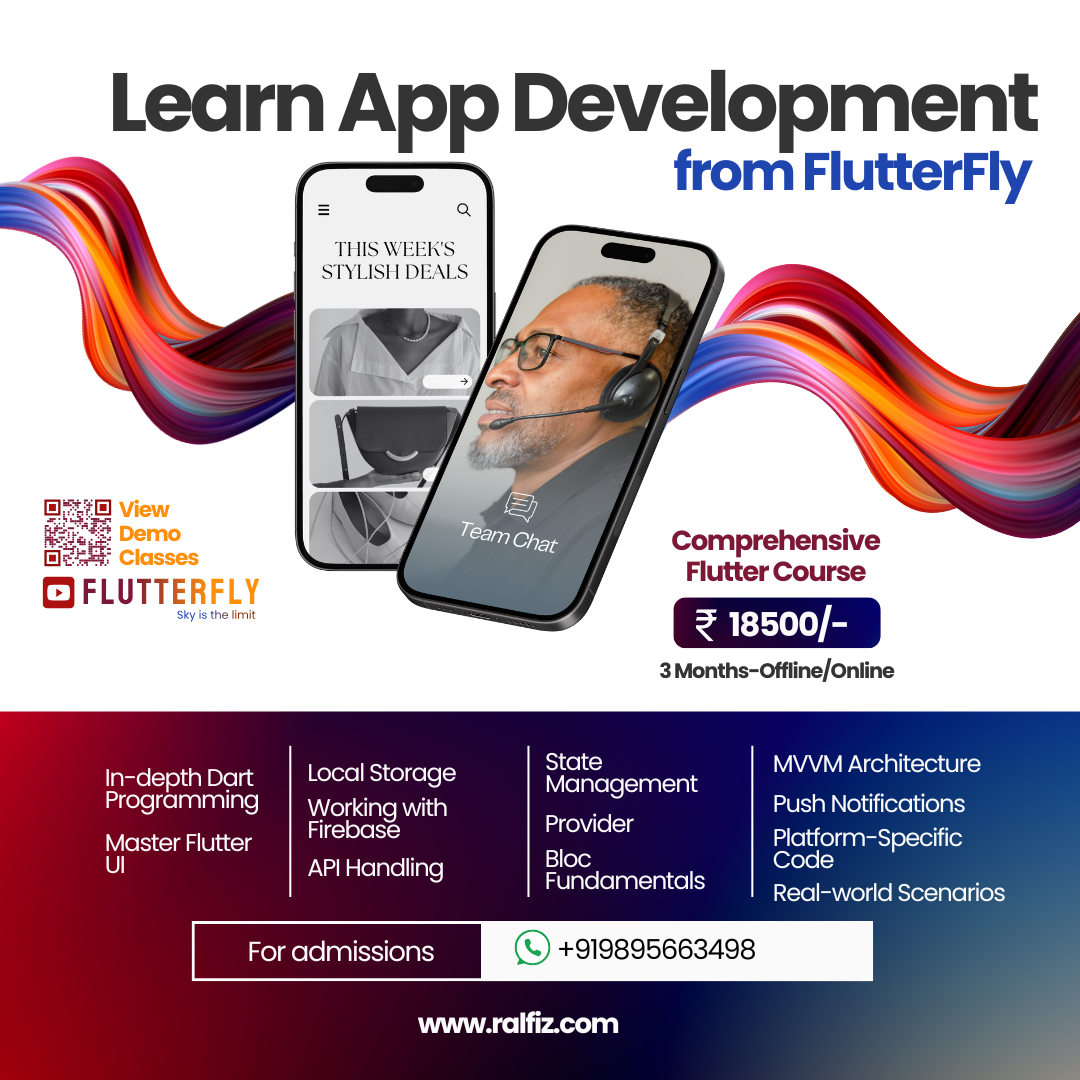 Learn App Development
from FlutterFly
THIS WEEK'S
STYLISH DEALS
Team Chat
View
Demo
Classes
FLUTTERFLY
Sky is the limit
Comprehensive
Flutter Course
₹ 18500/-
3 Months-Offline/Online
In-depth Dart
Programming
Master Flutter
UI
Local Storage
Working with
Firebase
API Handling
State
Management
Provider
Bloc
Fundamentals
MVVM Architecture
Push Notifications
Platform-Specific
Code
Real-world Scenarios
For admissions
+919895663498
www.ralfiz.com